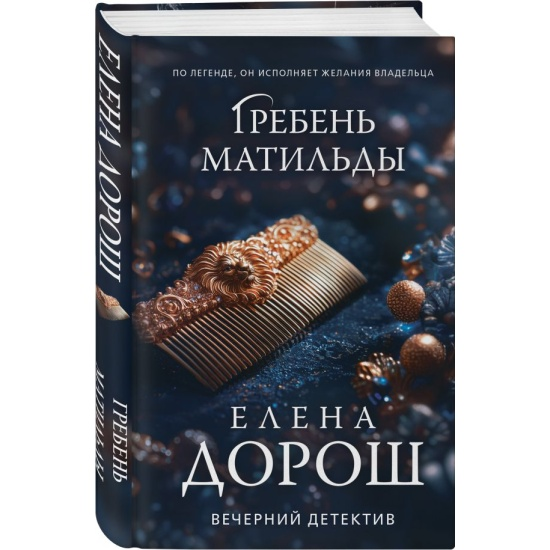 ПО ЛЕГЕНДЕ, ОН ИСПОЛНЯЕТ ЖЕЛАНИЯ ВЛАДЕЛЬЦА
ГРЕБЕНЬ
МАТИЛЬДЫ
ЕЛЕНА
ДОРОШ
ВЕЧЕРНИЙ ДЕТЕКТИВ
ЕЛЕНА ДОРОШ
ГРЕБЕНЬ
МАТИЛЬДЫ